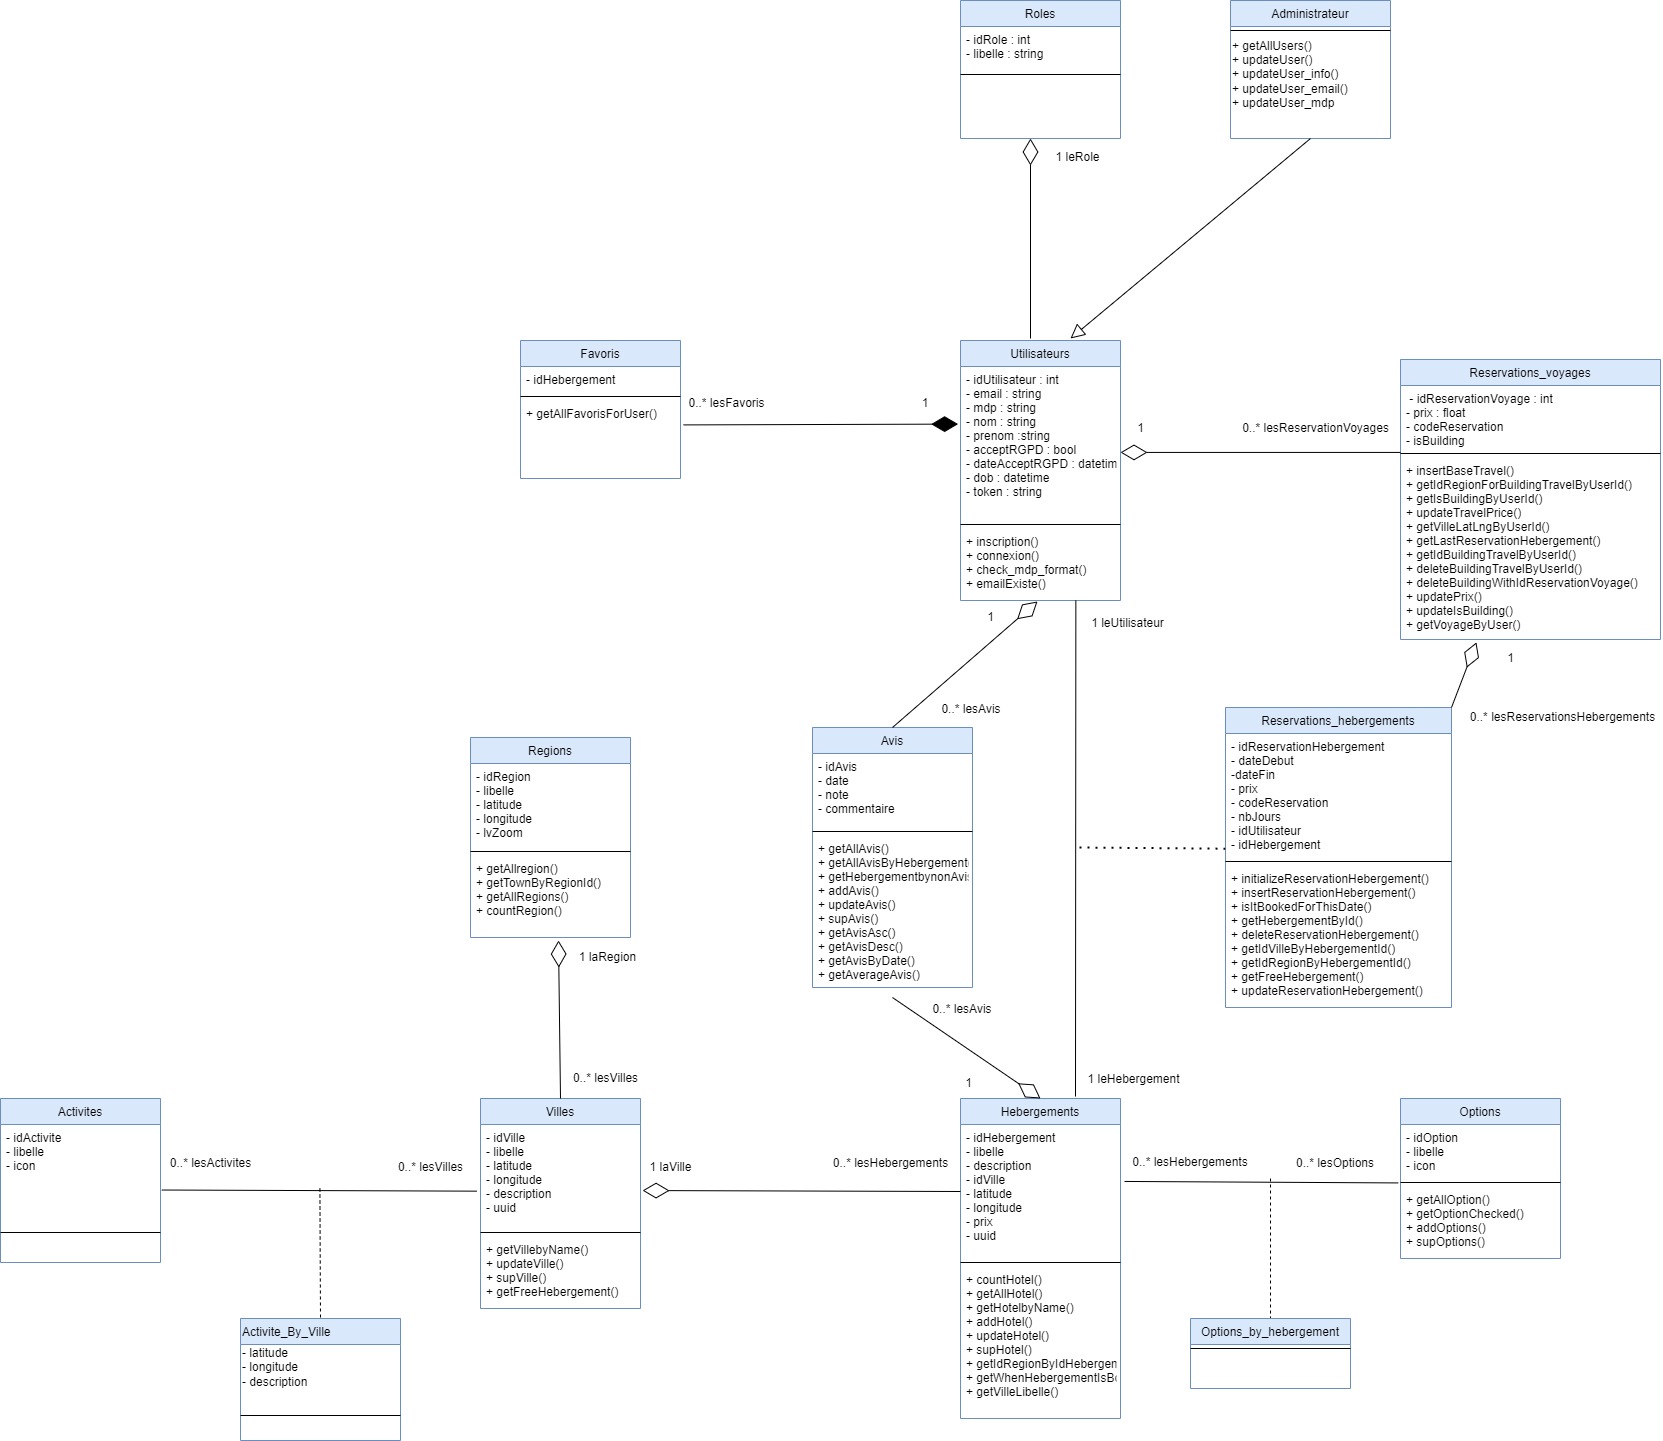 Roles
- idRole : int
- libelle : string
1 leRole
Administrateur
+ getAllUsers()
+ updateUser()
+ updateUser_info()
+ updateUser_email()
+ updateUser_mdp
Favoris
- idHebergement
+ getAllFavorisForUser()
0..* lesFavoris
1
Utilisateurs
- idUtilisateur : int
- email : string
- mdp : string
- nom : string
- prenom :string
- acceptRGPD : bool
- dateAcceptRGPD : datetim
- dob : datetime
- token : string
+ inscription()
+ connexion()
+ check_mdp_format()
+ emailExiste()
1
0..* lesReservationVoyages
Reservations_voyages
- idReservationVoyage : int
- prix : float
- codeReservation
- isBuilding
+ insertBaseTravel()
+ getIdRegionForBuildingTravelByUserId()
+ getIsBuildingByUserId()
+ updateTravelPrice()
+ getVilleLatLngByUserId()
+ getLastReservationHebergement()
+ getIdBuildingTravelByUserId()
+ deleteBuildingTravelByUserId()
+ deleteBuildingWithIdReservationVoyage()
+ updatePrix()
+ updateIsBuilding()
+ getVoyageByUser()
1
1 leUtilisateur
1
0..* lesAvis
0..* lesReservationsHebergements
Regions
- idRegion
- libelle
- latitude
- longitude
- lvZoom
+ getAllregion()
+ getTownByRegionId()
+ getAllRegions()
+ countRegion()
1 laRegion
0..* lesVilles
Avis
- idAvis
- date
- note
- commentaire
+ getAllAvis()
+ getAllAvisByHebergement(
+ getHebergementbynonAvi
+ addAvis()
+ updateAvis()
+ supAvis()
+ getAvisAsc()
+ getAvisDesc()
+ getAvisByDate()
+ getAverageAvis()
0..* lesAvis
1
1 leHebergement
Reservations_hebergements
- idReservationHebergement
- dateDebut
-dateFin
- prix
- codeReservation
- nbJours
- idUtilisateur
- idHebergement
+ initializeReservationHebergement()
+ insertReservationHebergement()
+ isItBookedForThisDate()
+ getHebergementById()
+ deleteReservationHebergement()
+ getIdVilleByHebergementId()
+ getIdRegionByHebergementId()
+ getFreeHebergement()
+ updateReservationHebergement()
Activites
- idActivite
- libelle
- icon
0..* lesActivites
0..* lesVilles
Villes
- idVille
- libelle
- latitude
- longitude
- description
- uuid
+ getVillebyName()
+ updateVille()
+ supVille()
+ getFreeHebergement()
1 laVille
0..* lesHebergements
Hebergements
- idHebergement
- libelle
- description
- idVille
- latitude
- longitude
- prix
- uuid
+ countHotel()
+ getAllHotel()
+ getHotelbyName()
+ addHotel()
+ updateHotel()
+ supHotel()
+ getIdRegionByIdHebergen
+ getWhenHebergementIsB
+ getVilleLibelle()
0..* lesHebergements
0..* lesOptions
Options
- idOption
- libelle
- icon
+ getAllOption()
+ getOptionChecked()
+ addOptions()
+ supOptions()
Activite_By_Ville
- latitude
- longitude
- description
Options_by_hebergement